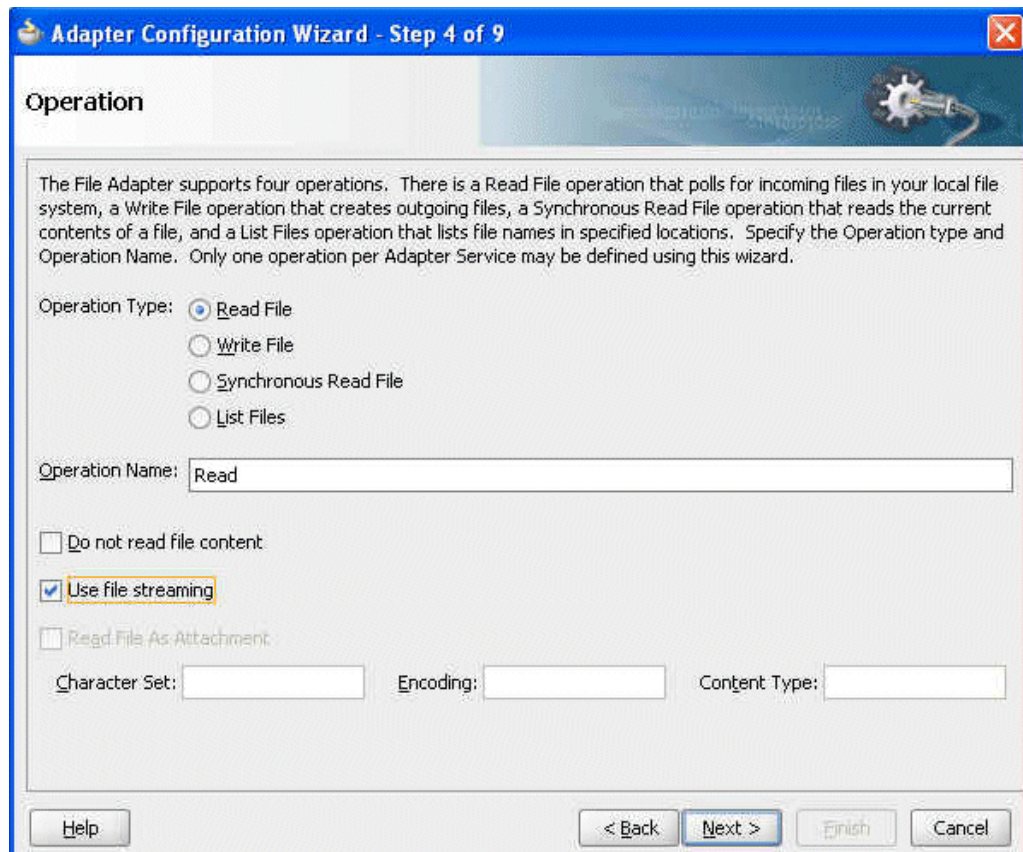 Adapter Configuration Wizard - Step 4 of 9
Operation
The File Adapter supports four operations.  There is a Read File operation that polls for incoming files in your local file
system, a Write File operation that creates outgoing files, a Synchronous Read File operation that reads the current
contents of a file, and a List Files operation that lists file names in specified locations.  Specify the Operation type and
Operation Name.  Only one operation per Adapter Service may be defined using this wizard.
Operation Type: Read File
Write File
Synchronous Read File
List Files
Operation Name: Read
Do not read file content
Use file streaming
Read File As Attachment
Character Set: Encoding: Content Type:
Help < Back Next > Finish Cancel